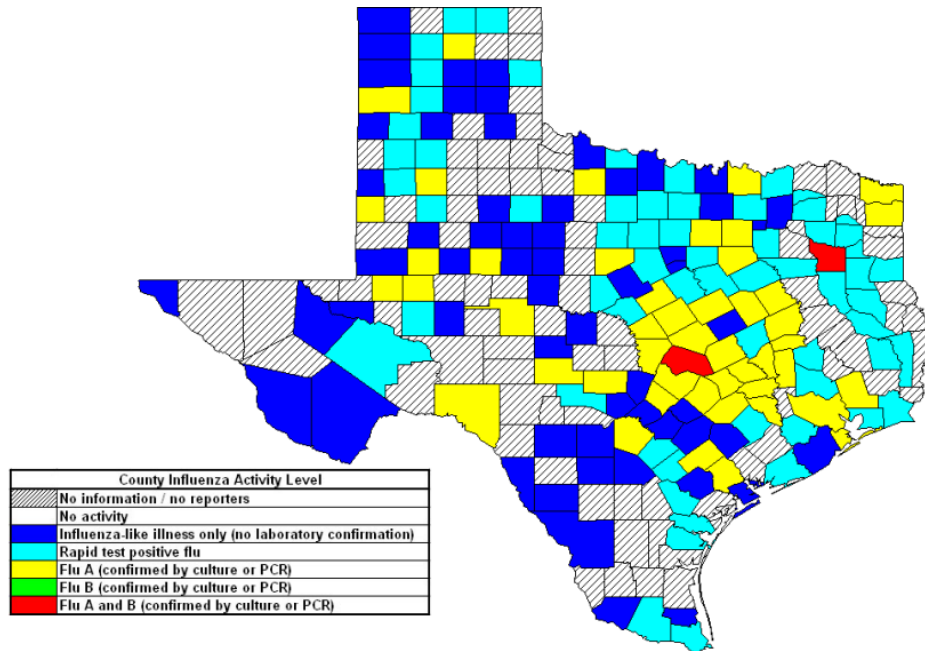 County Influenza Activity Level
No information / no reporters
No activity
Influenza-like illness only (no laboratory confirmation)
Rapid test positive flu
Flu A (confirmed by culture or PCR)
Flu B (confirmed by culture or PCR)
Flu A and B (confirmed by culture or PCR)